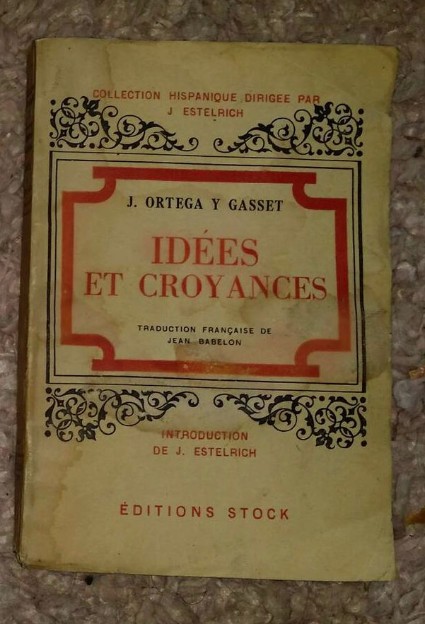 COLLECTION HISPANIQUE DIRIGEE PAR
J. ESTELRICH
J. ORTEGA Y GASSET
IDÉES
ET CROYANCES
TRADUCTION FRANÇAISE DE
JEAN BABELON
INTRODUCTION
DE J. ESTELRICH
ÉDITIONS STOCK